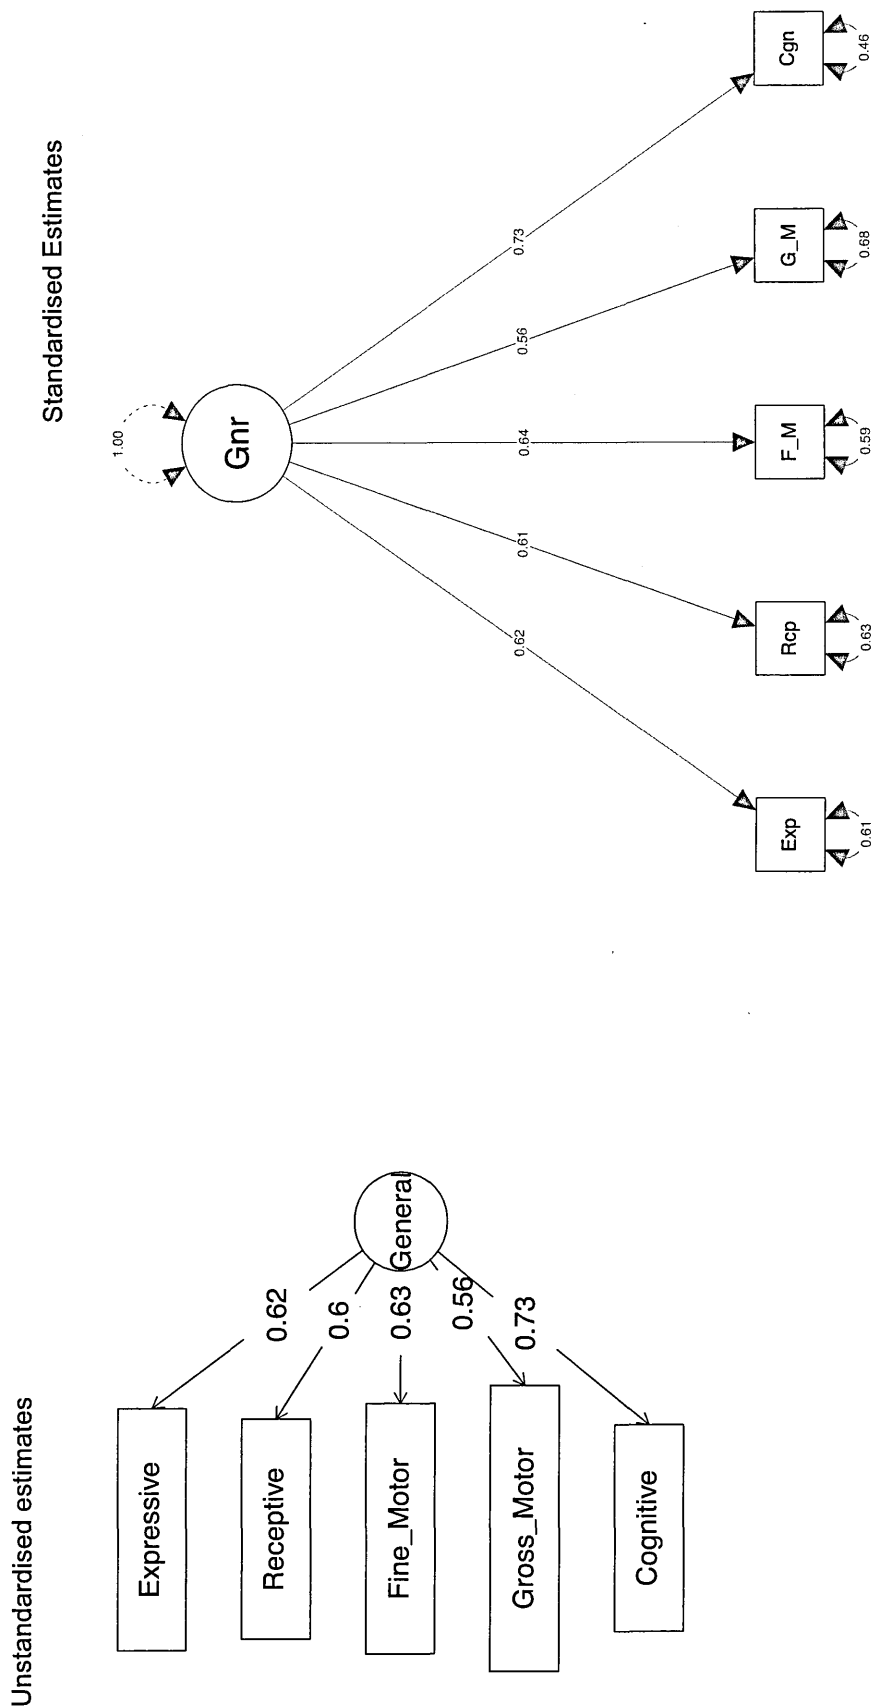 Unstandardised estimates
Expressive
Receptive
Fine_Motor
Gross_Motor
Cognitive
0.62
0.6
0.63
0.56
0.73
General
Standardised Estimates
1.00
Gnr
0.62
0.61
0.64
0.56
0.73
Exp
Rcp
F_M
G_M
Cgn
0.61
0.63
0.59
0.68
0.46